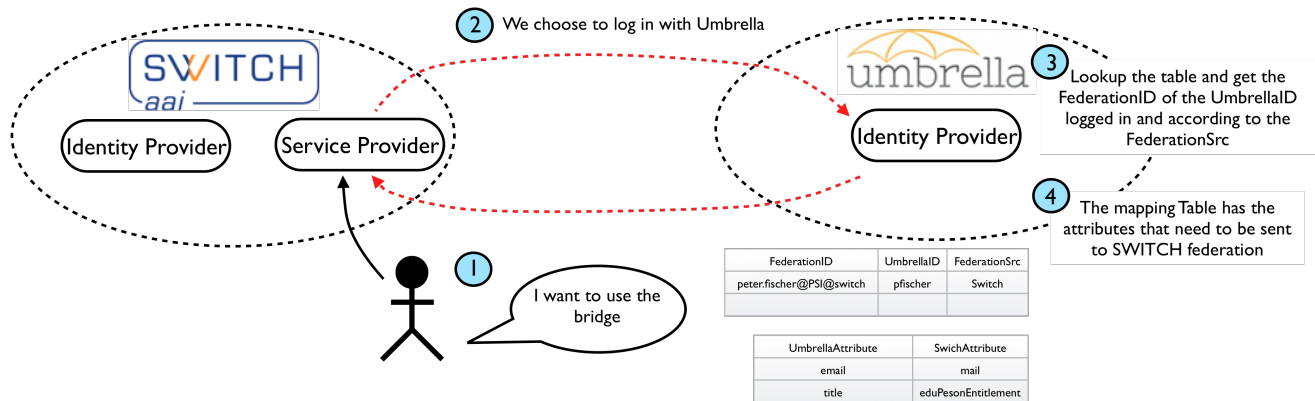 2
We choose to log in with Umbrella
SWITCH
aai
umbrella
Identity Provider
Service Provider
Identity Provider
3
Lookup the table and get the
FederationID of the UmbrellaID
logged in and according to the
FederationSrc
4
The mapping Table has the
attributes that need to be sent
to SWITCH federation
1
I want to use the
bridge
FederationID UmbrellaID FederationSrc
peter.fischer@PSI@switch pfischer Switch
UmbrellaAttribute SwichAttribute
email mail
title eduPesonEntitlement